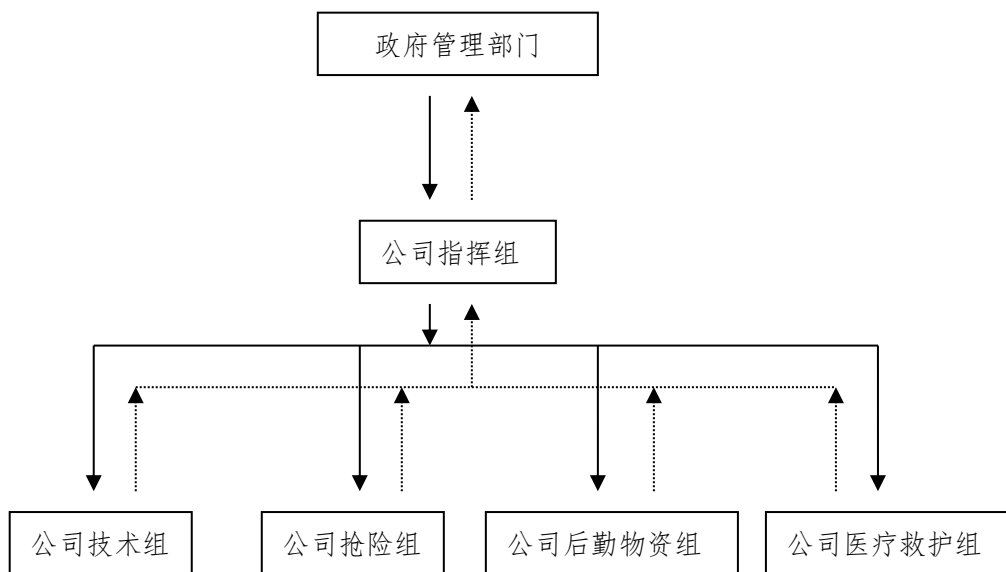 政府管理部门
公司指挥组
公司技术组
公司抢险组
公司后勤物资组
公司医疗救护组